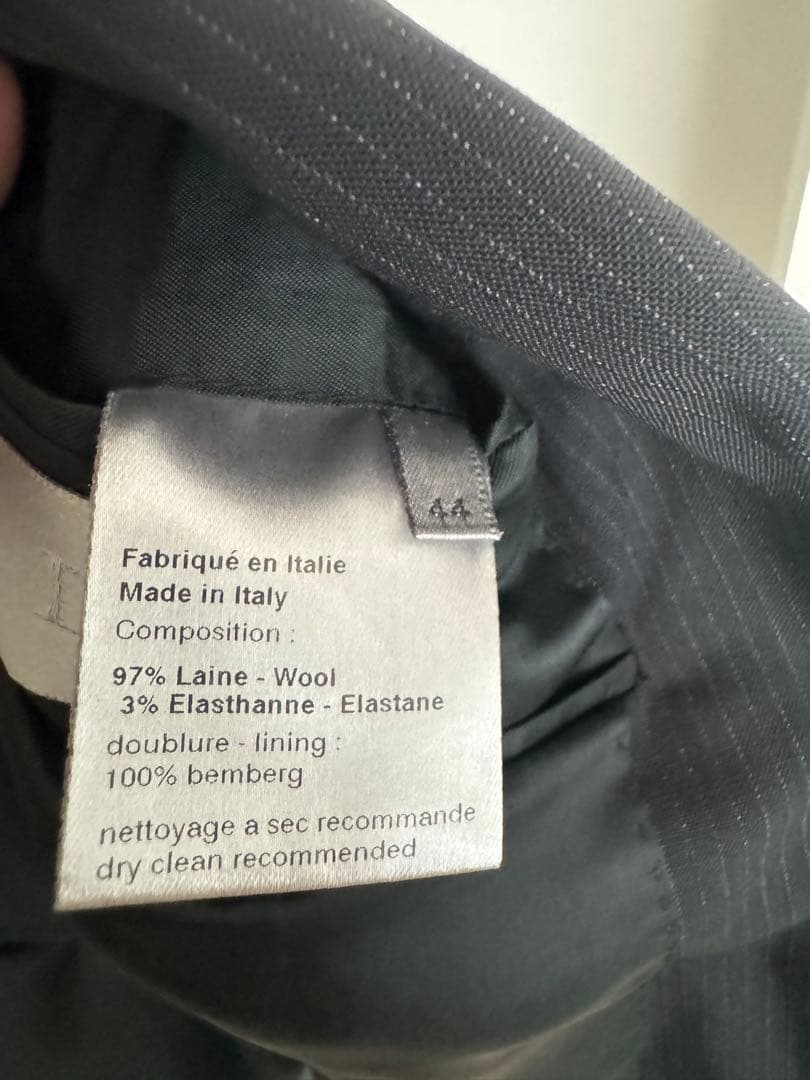 44
Fabriqué en Italie
Made in Italy
Composition :
97% Laine - Wool
3% Elasthanne - Elastane
doublure - lining :
100% bemberg
nettoyage a sec recommande
dry clean recommended